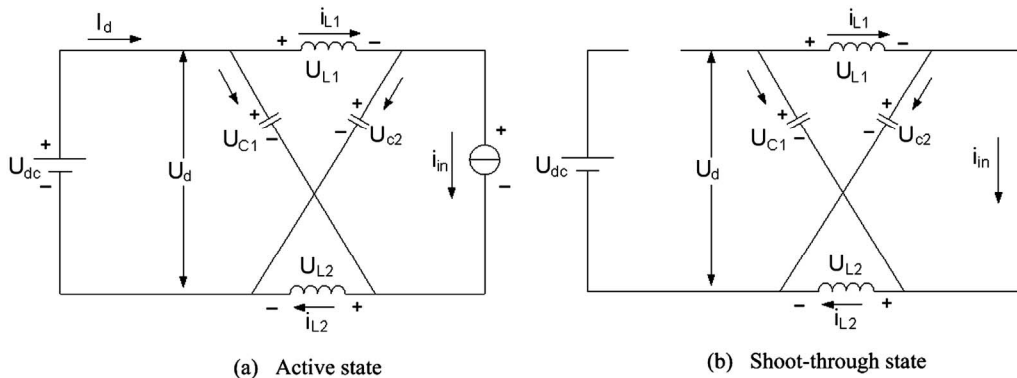 I_d
i_L1
+ –
U_L1
+
–
U_C1
+
–
U_c2
+
U_dc
–
U_d
i_in
+
–
U_L2
– +
i_L2
(a) Active state
i_L1
+ –
U_L1
+
–
U_C1
+
–
U_c2
+
U_dc
–
U_d
i_in
U_L2
– +
i_L2
(b) Shoot-through state